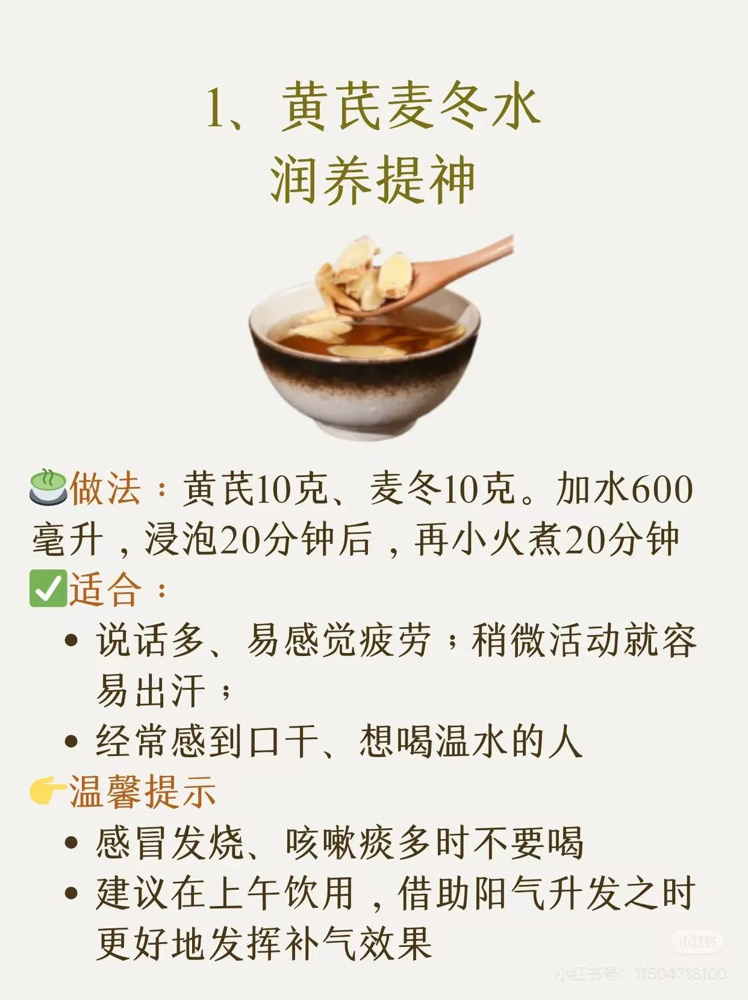 1、黄芪麦冬水
润养提神
做法：黄芪10克、麦冬10克。加水600
毫升，浸泡20分钟后，再小火煮20分钟
适合：
• 说话多、易感觉疲劳；稍微活动就容
易出汗；
• 经常感到口干、想喝温水的人
温馨提示
• 感冒发烧、咳嗽痰多时不要喝
• 建议在上午饮用，借助阳气升发之时
更好地发挥补气效果
小红书
小红书号：11504718100